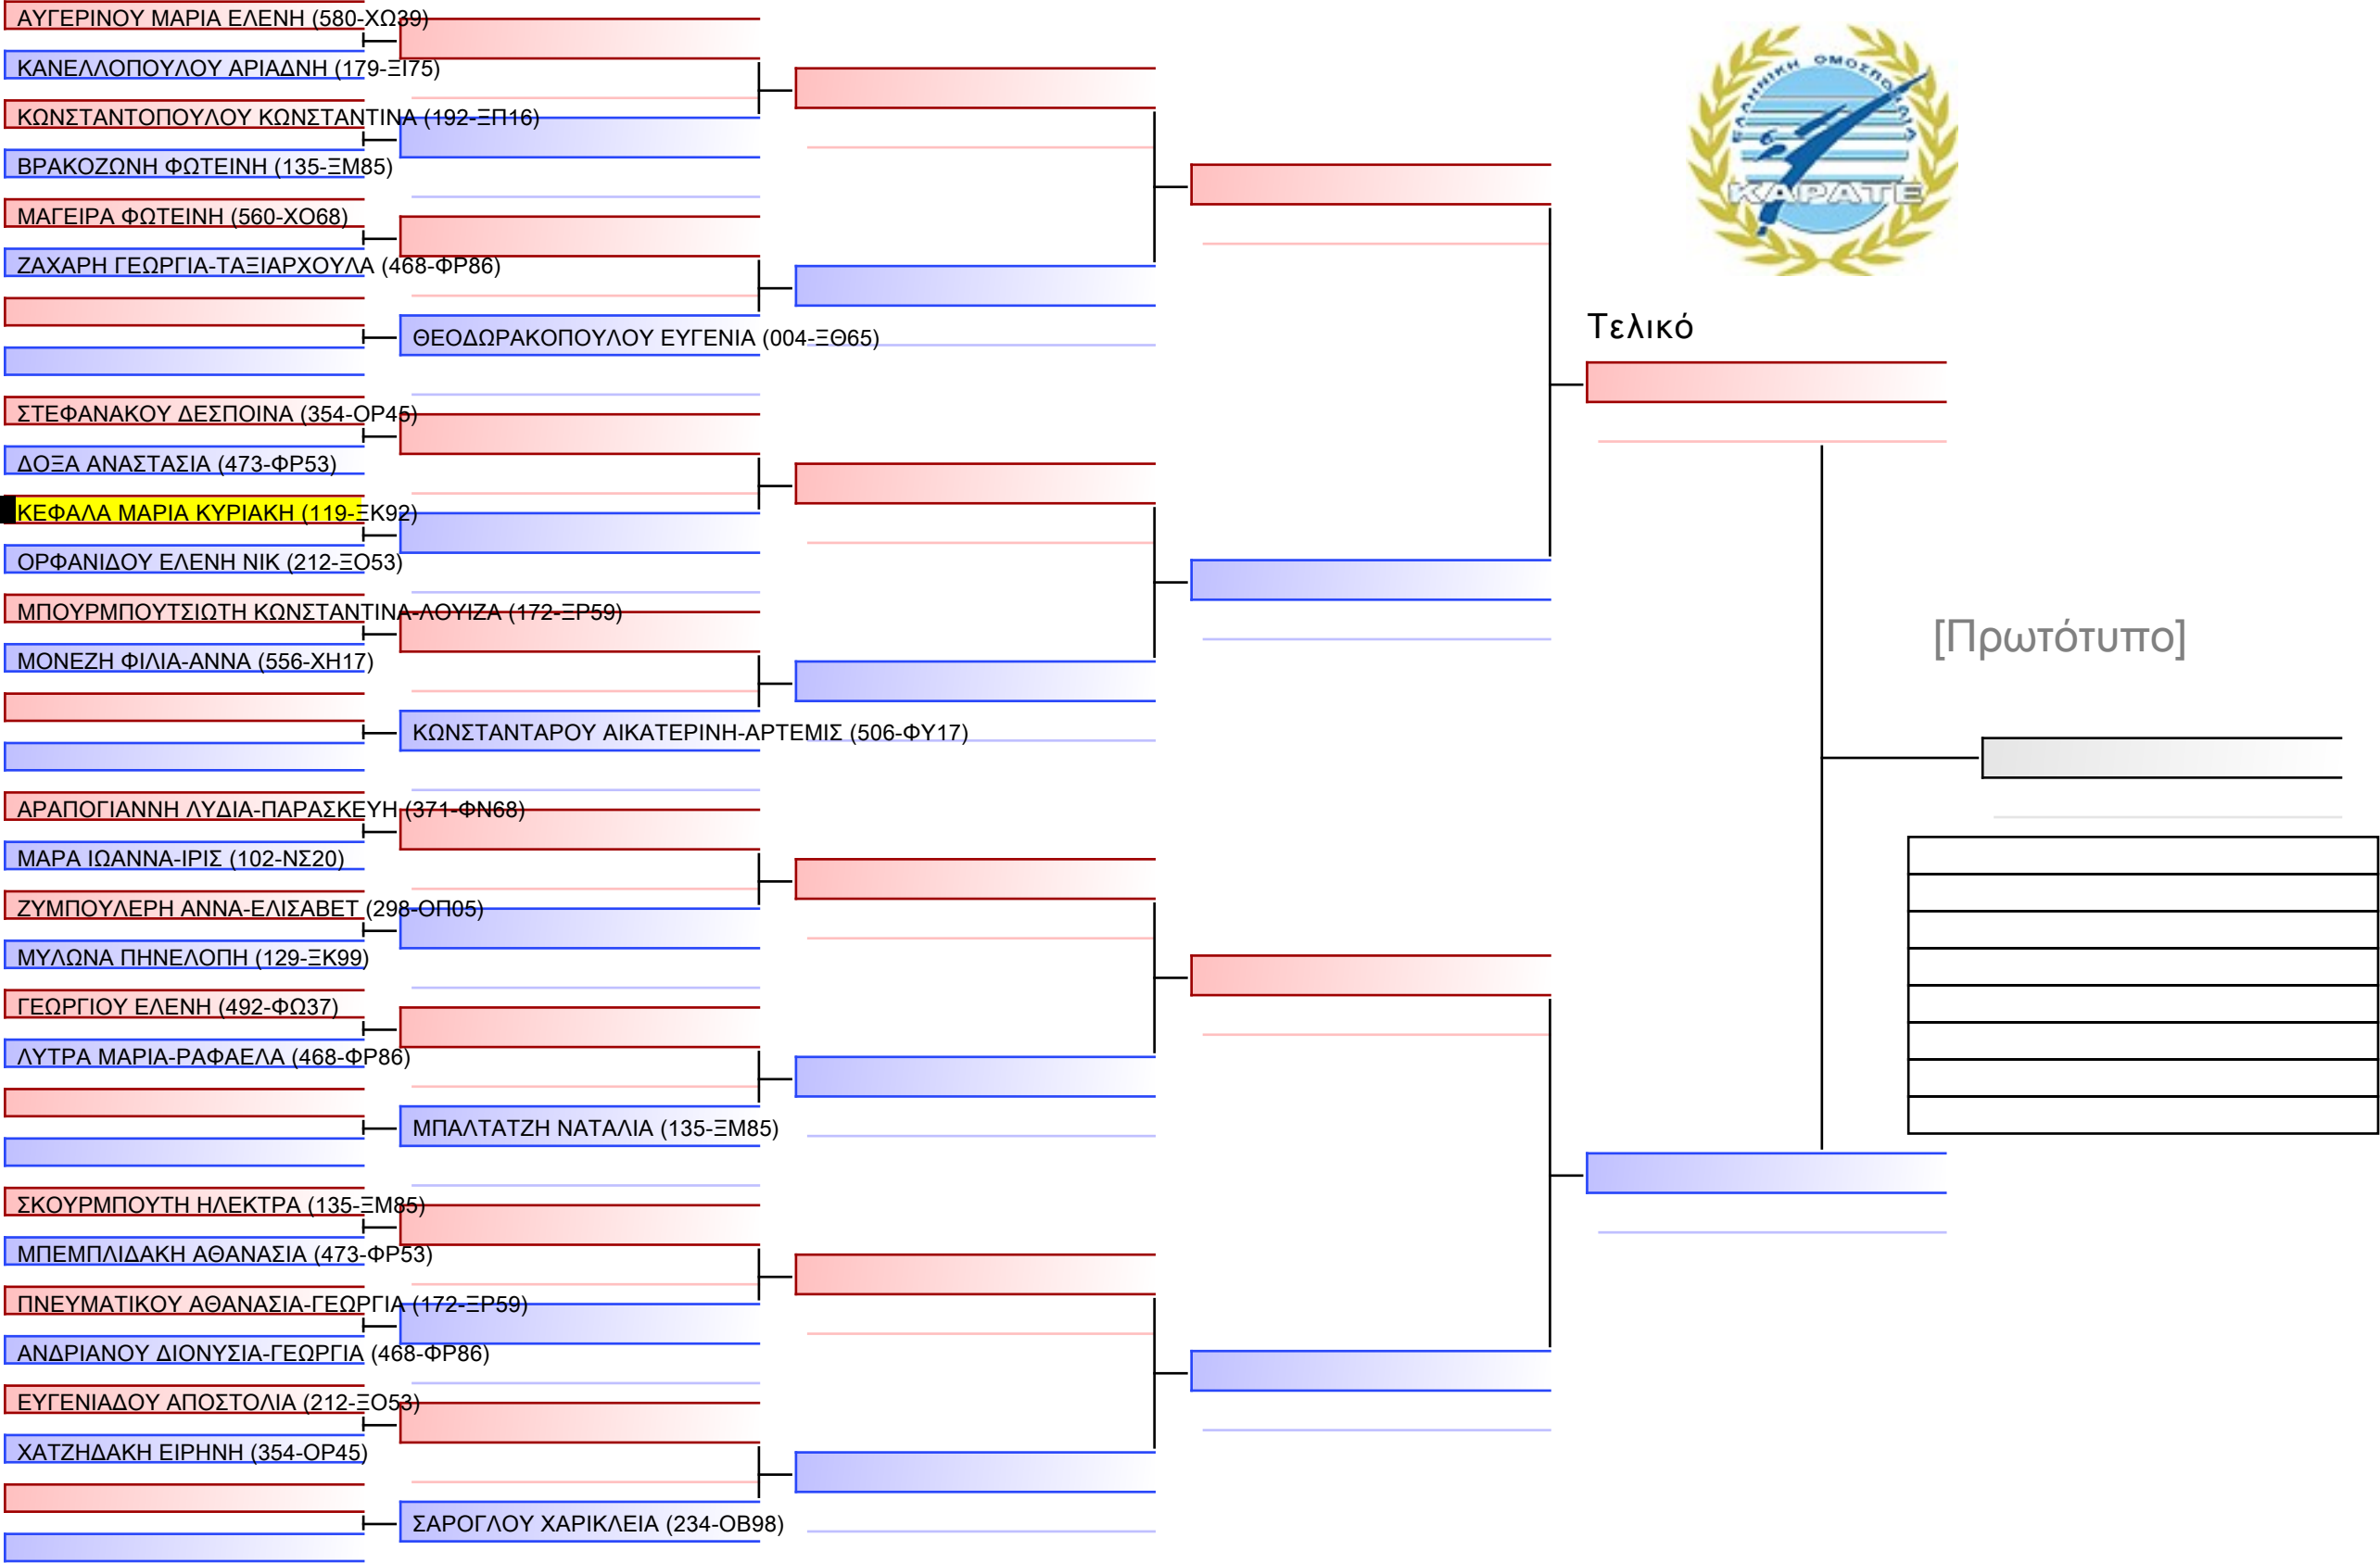 ΑΥΓΕΡΙΝΟΥ ΜΑΡΙΑ ΕΛΕΝΗ (580-ΧΩ39)
ΚΑΝΕΛΛΟΠΟΥΛΟΥ ΑΡΙΑΔΝΗ (179-ΞΙ75)
ΚΩΝΣΤΑΝΤΟΠΟΥΛΟΥ ΚΩΝΣΤΑΝΤΙΝΑ (192-ΞΠ16)
ΒΡΑΚΟΖΩΝΗ ΦΩΤΕΙΝΗ (135-ΞΜ85)
ΜΑΓΕΙΡΑ ΦΩΤΕΙΝΗ (560-ΧΟ68)
ΖΑΧΑΡΗ ΓΕΩΡΓΙΑ-ΤΑΞΙΑΡΧΟΥΛΑ (468-ΦΡ86)
ΘΕΟΔΩΡΑΚΟΠΟΥΛΟΥ ΕΥΓΕΝΙΑ (004-ΞΘ65)
ΣΤΕΦΑΝΑΚΟΥ ΔΕΣΠΟΙΝΑ (354-ΟΡ45)
ΔΟΞΑ ΑΝΑΣΤΑΣΙΑ (473-ΦΡ53)
ΚΕΦΑΛΑ ΜΑΡΙΑ ΚΥΡΙΑΚΗ (119-ΞΚ92)
ΟΡΦΑΝΙΔΟΥ ΕΛΕΝΗ ΝΙΚ (212-ΞΟ53)
ΜΠΟΥΡΜΠΟΥΤΣΙΩΤΗ ΚΩΝΣΤΑΝΤΙΝΑ-ΛΟΥΙΖΑ (172-ΞΡ59)
ΜΟΝΕΖΗ ΦΙΛΙΑ-ΑΝΝΑ (556-ΧΗ17)
ΚΩΝΣΤΑΝΤΑΡΟΥ ΑΙΚΑΤΕΡΙΝΗ-ΑΡΤΕΜΙΣ (506-ΦΥ17)
ΑΡΑΠΟΓΙΑΝΝΗ ΛΥΔΙΑ-ΠΑΡΑΣΚΕΥΗ (371-ΦΝ68)
ΜΑΡΑ ΙΩΑΝΝΑ-ΙΡΙΣ (102-ΝΣ20)
ΖΥΜΠΟΥΛΕΡΗ ΑΝΝΑ-ΕΛΙΣΑΒΕΤ (298-ΟΠ05)
ΜΥΛΩΝΑ ΠΗΝΕΛΟΠΗ (129-ΞΚ99)
ΓΕΩΡΓΙΟΥ ΕΛΕΝΗ (492-ΦΩ37)
ΛΥΤΡΑ ΜΑΡΙΑ-ΡΑΦΑΕΛΑ (468-ΦΡ86)
ΜΠΑΛΤΑΤΖΗ ΝΑΤΑΛΙΑ (135-ΞΜ85)
ΣΚΟΥΡΜΠΟΥΤΗ ΗΛΕΚΤΡΑ (135-ΞΜ85)
ΜΠΕΜΠΛΙΔΑΚΗ ΑΘΑΝΑΣΙΑ (473-ΦΡ53)
ΠΝΕΥΜΑΤΙΚΟΥ ΑΘΑΝΑΣΙΑ-ΓΕΩΡΓΙΑ (172-ΞΡ59)
ΑΝΔΡΙΑΝΟΥ ΔΙΟΝΥΣΙΑ-ΓΕΩΡΓΙΑ (468-ΦΡ86)
ΕΥΓΕΝΙΑΔΟΥ ΑΠΟΣΤΟΛΙΑ (212-ΞΟ53)
ΧΑΤΖΗΔΑΚΗ ΕΙΡΗΝΗ (354-ΟΡ45)
ΣΑΡΟΓΛΟΥ ΧΑΡΙΚΛΕΙΑ (234-ΟΒ98)
ΕΛΛΗΝΙΚΗ ΟΜΟΣΠΟΝΔΙΑ
ΚΑΡΑΤΕ
Τελικό
[Πρωτότυπο]